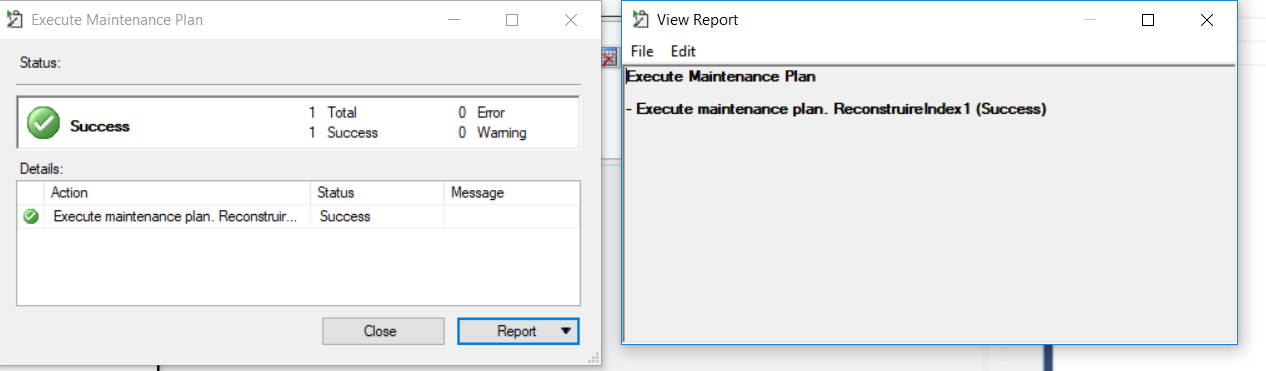 Execute Maintenance Plan
Status:
Success
1 Total 0 Error
1 Success 0 Warning
Details:
Action Status Message
Execute maintenance plan. Reconstruir... Success
Close Report
View Report
File Edit
Execute Maintenance Plan
- Execute maintenance plan. ReconstruireIndex1 (Success)